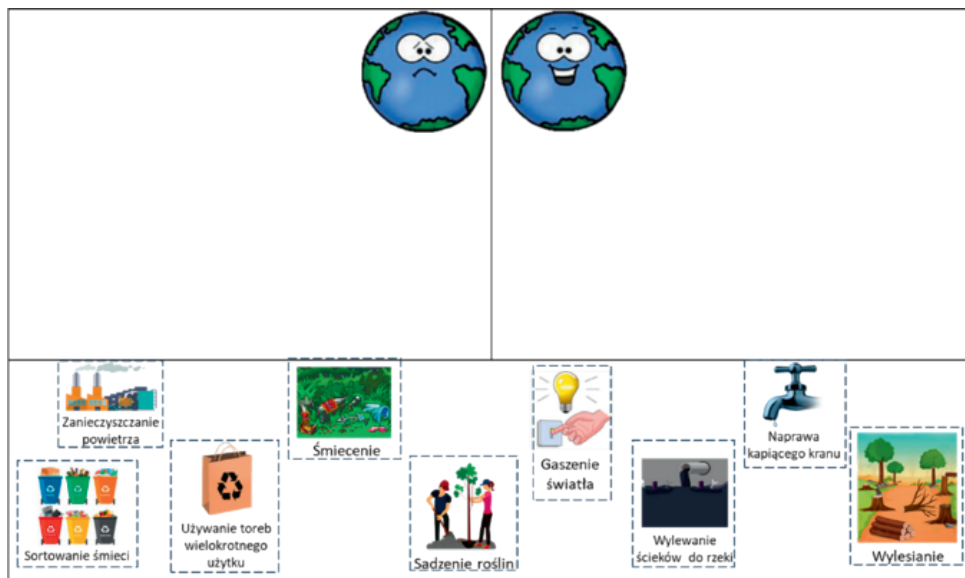 Zanieczyszczanie
powietrza
Śmiecenie
Gaszenie
światła
Naprawa
kapiącego kranu
Sortowanie śmieci
Używanie toreb
wielokrotnego
użytku
Sadzenie roślin
Wylewanie
ścieków do rzeki
Wylesianie